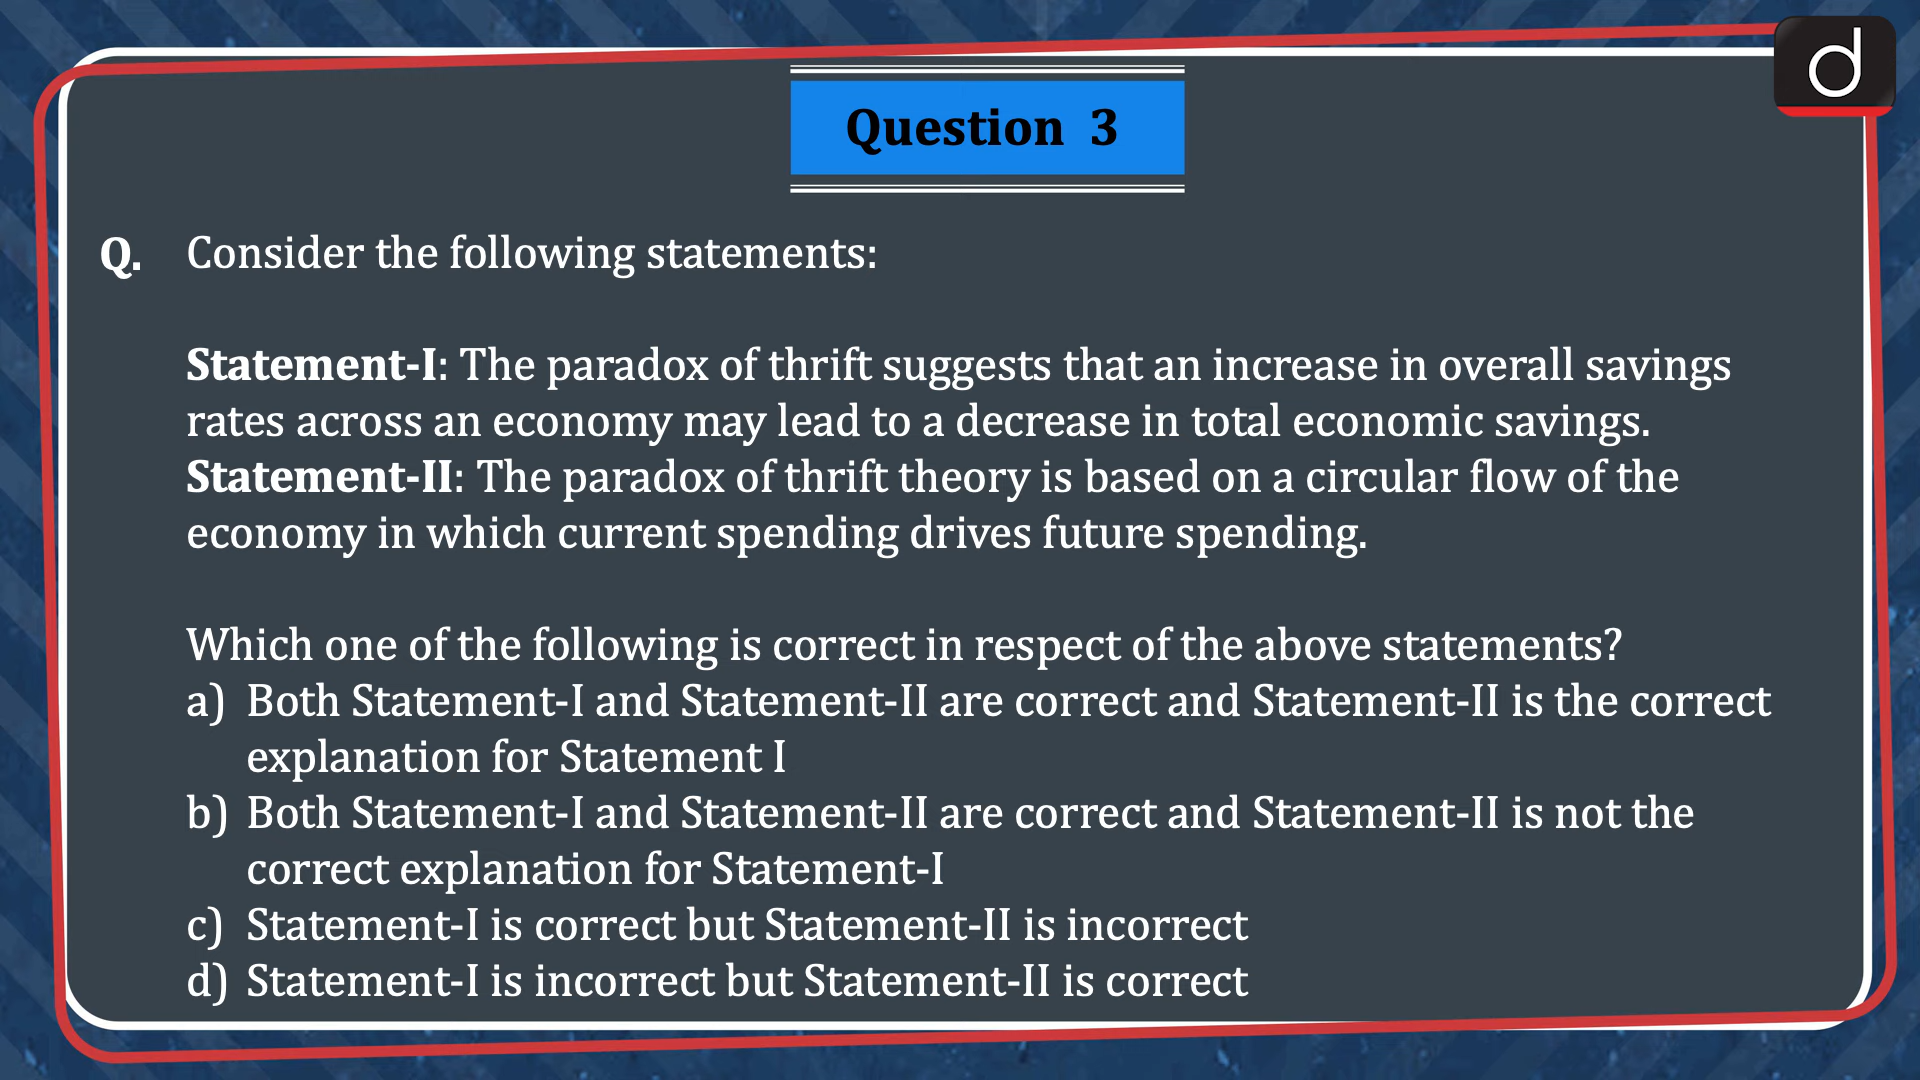 d
Question 3
Q. Consider the following statements:
Statement-I: The paradox of thrift suggests that an increase in overall savings
rates across an economy may lead to a decrease in total economic savings.
Statement-II: The paradox of thrift theory is based on a circular flow of the
economy in which current spending drives future spending.
Which one of the following is correct in respect of the above statements?
a) Both Statement-I and Statement-II are correct and Statement-II is the correct
explanation for Statement I
b) Both Statement-I and Statement-II are correct and Statement-II is not the
correct explanation for Statement-I
c) Statement-I is correct but Statement-II is incorrect
d) Statement-I is incorrect but Statement-II is correct